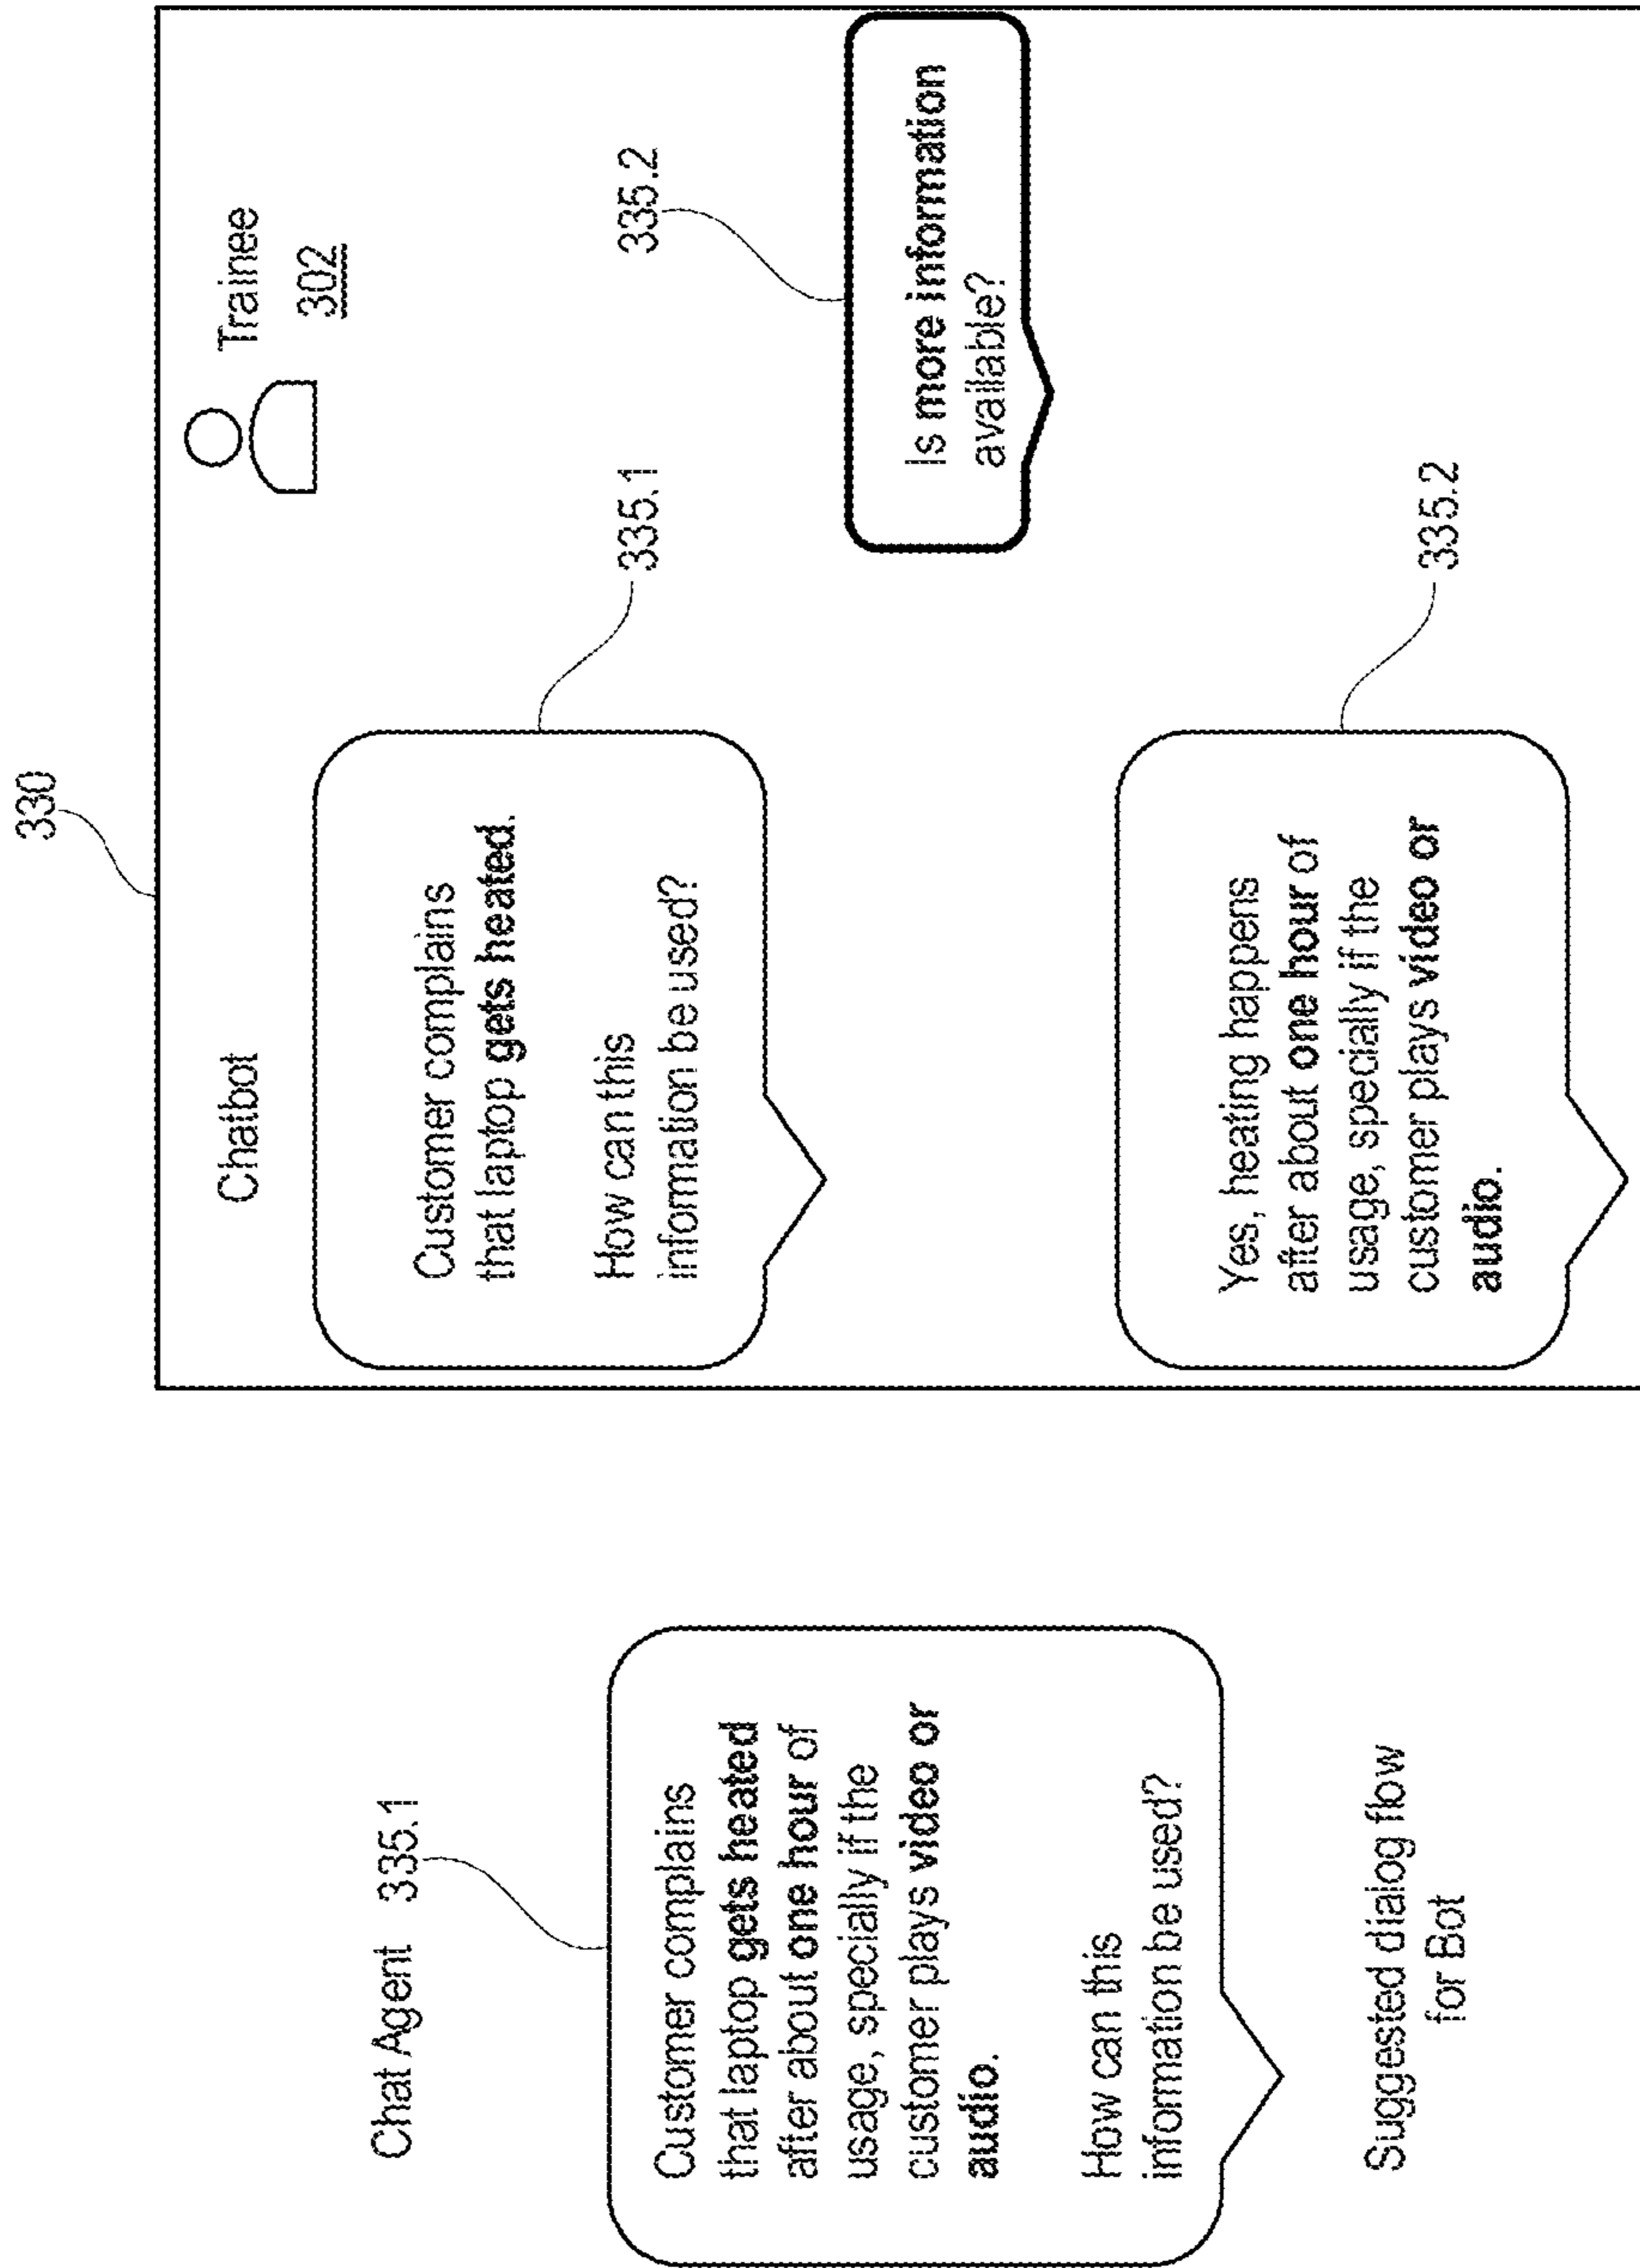 330
Chat Agent 335.1
Customer complains
that laptop gets heated
after about one hour of
usage, specially if the
customer plays video or
audio.
How can this
information be used?
Suggested dialog flow
for Bot
Chatbot
Trainee
302
Customer complains
that laptop gets heated.
How can this
information be used?
335.1
335.2
Is more information
available?
Yes, heating happens
after about one hour of
usage, specially if the
customer plays video or
audio.
335.2